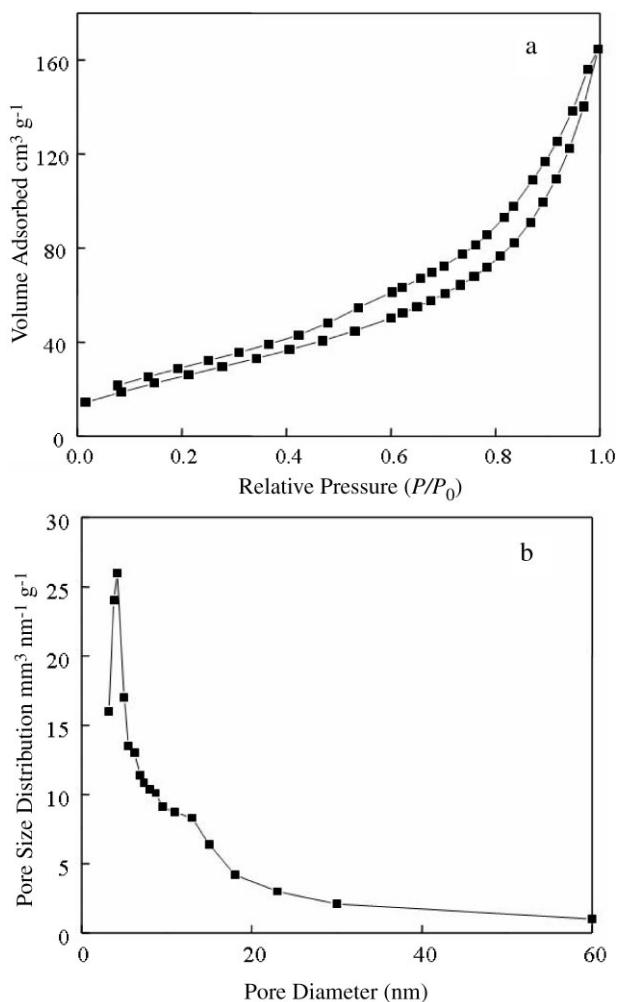 a
160
120
80
40
0
Volume Adsorbed cm³ g⁻¹
0.0 0.2 0.4 0.6 0.8 1.0
Relative Pressure (P/P₀)
b
30
25
20
15
10
5
0
Pore Size Distribution mm³ nm⁻¹ g⁻¹
0 20 40 60
Pore Diameter (nm)